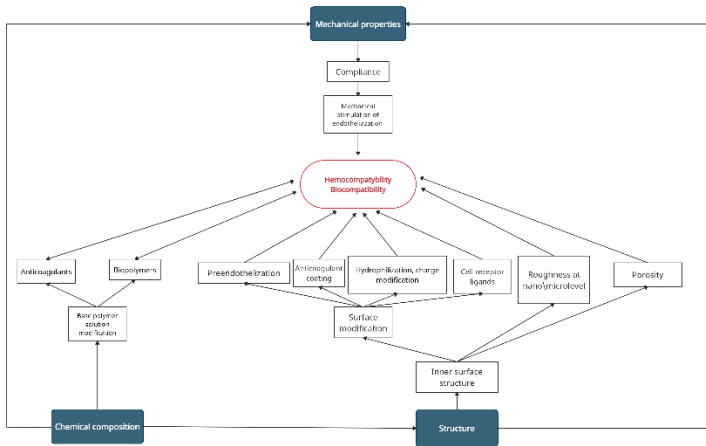 Mechanical properties
Compliance
Mechanical
stimulation of
endothelization
Hemocompatybility
Biocompatibility
Anticoagulants
Biopolymers
Preendothelization
Anticoagulant
coating
Hydrophilization, charge
modification
Cell receptor
ligands
Roughness at
nano\microlevel
Porosity
Base polymer
solution
modification
Surface
modification
Inner surface
structure
Chemical composition
Structure